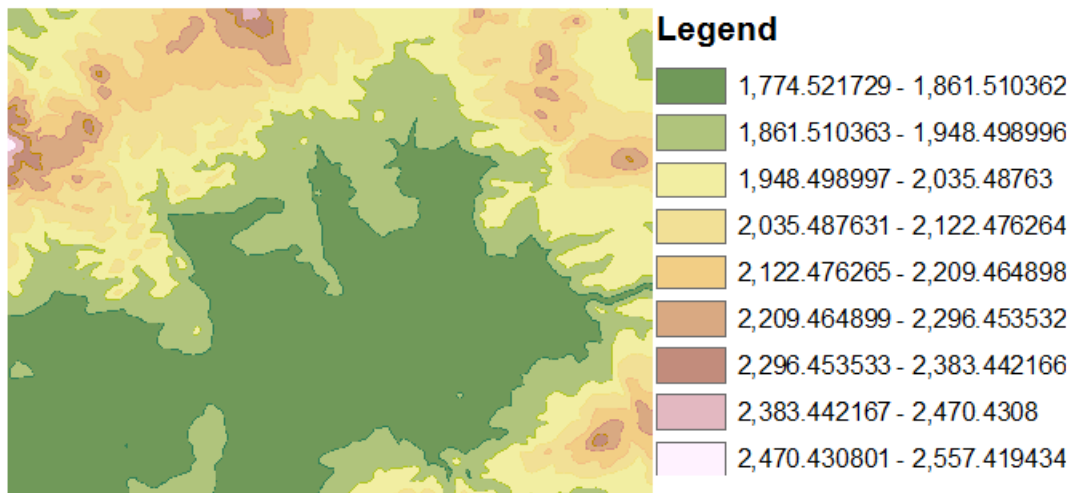 Legend
1,774.521729 - 1,861.510362
1,861.510363 - 1,948.498996
1,948.498997 - 2,035.48763
2,035.487631 - 2,122.476264
2,122.476265 - 2,209.464898
2,209.464899 - 2,296.453532
2,296.453533 - 2,383.442166
2,383.442167 - 2,470.4308
2,470.430801 - 2,557.419434